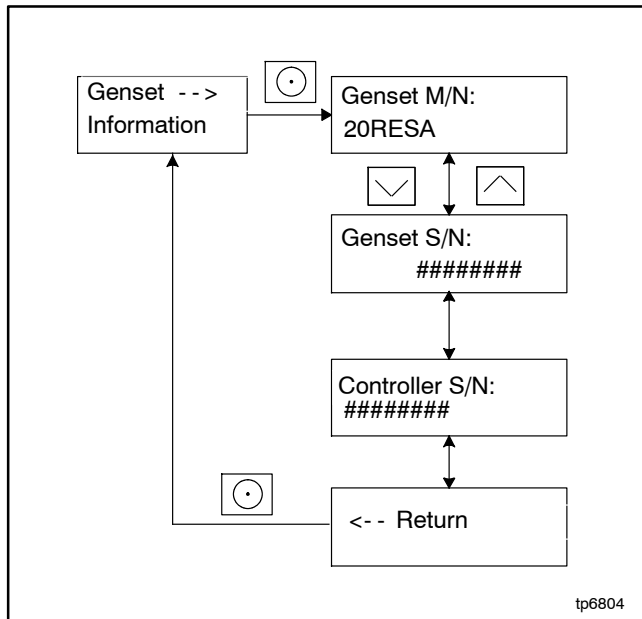 Genset -->
Information
Genset M/N:
20RESA
Genset S/N:
########
Controller S/N:
########
<-- Return
tp6804